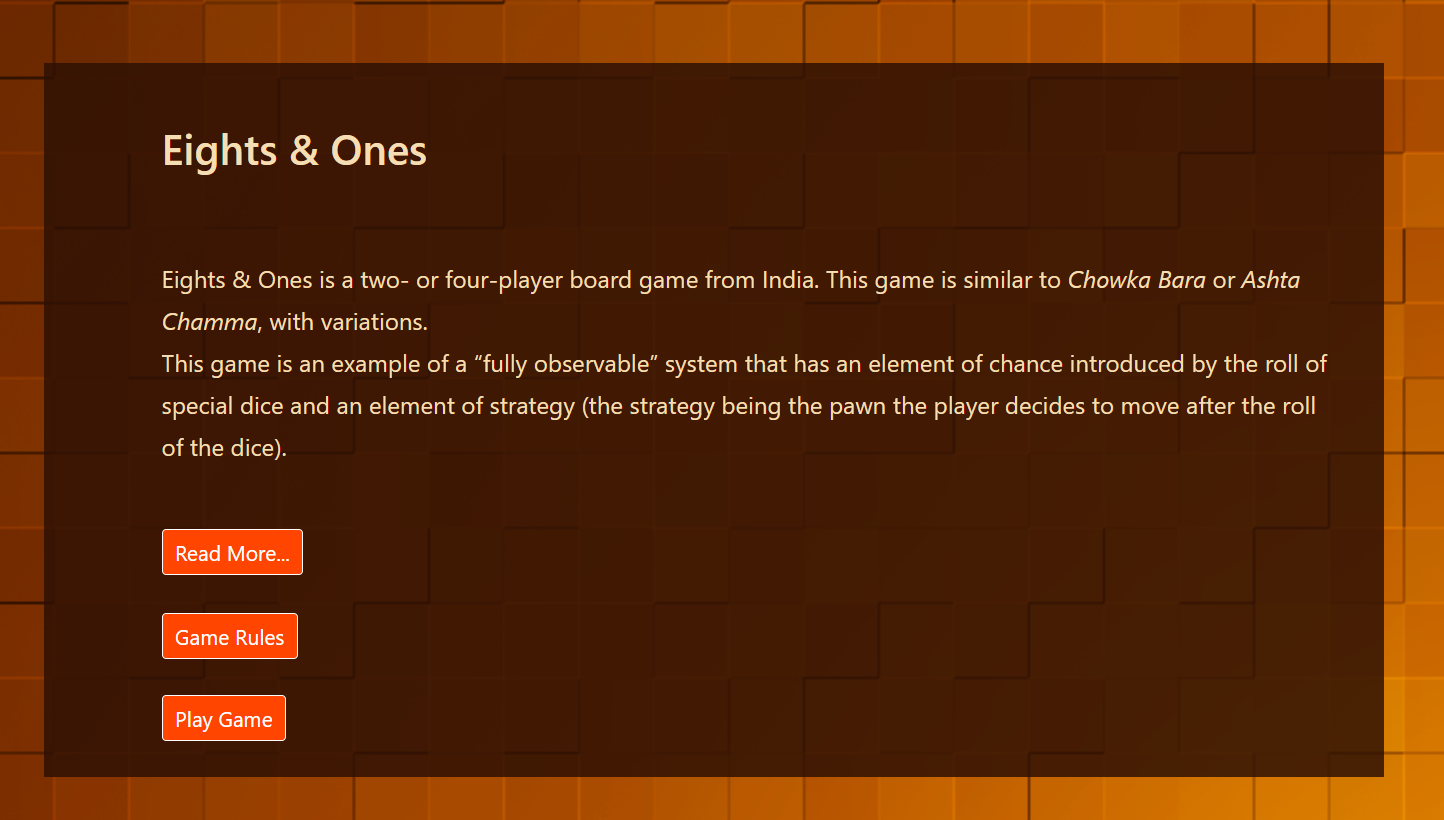 Eights & Ones
Eights & Ones is a two- or four-player board game from India. This game is similar to Chowka Bara or Ashta
Chamma, with variations.
This game is an example of a “fully observable” system that has an element of chance introduced by the roll of
special dice and an element of strategy (the strategy being the pawn the player decides to move after the roll
of the dice).
Read More...
Game Rules
Play Game